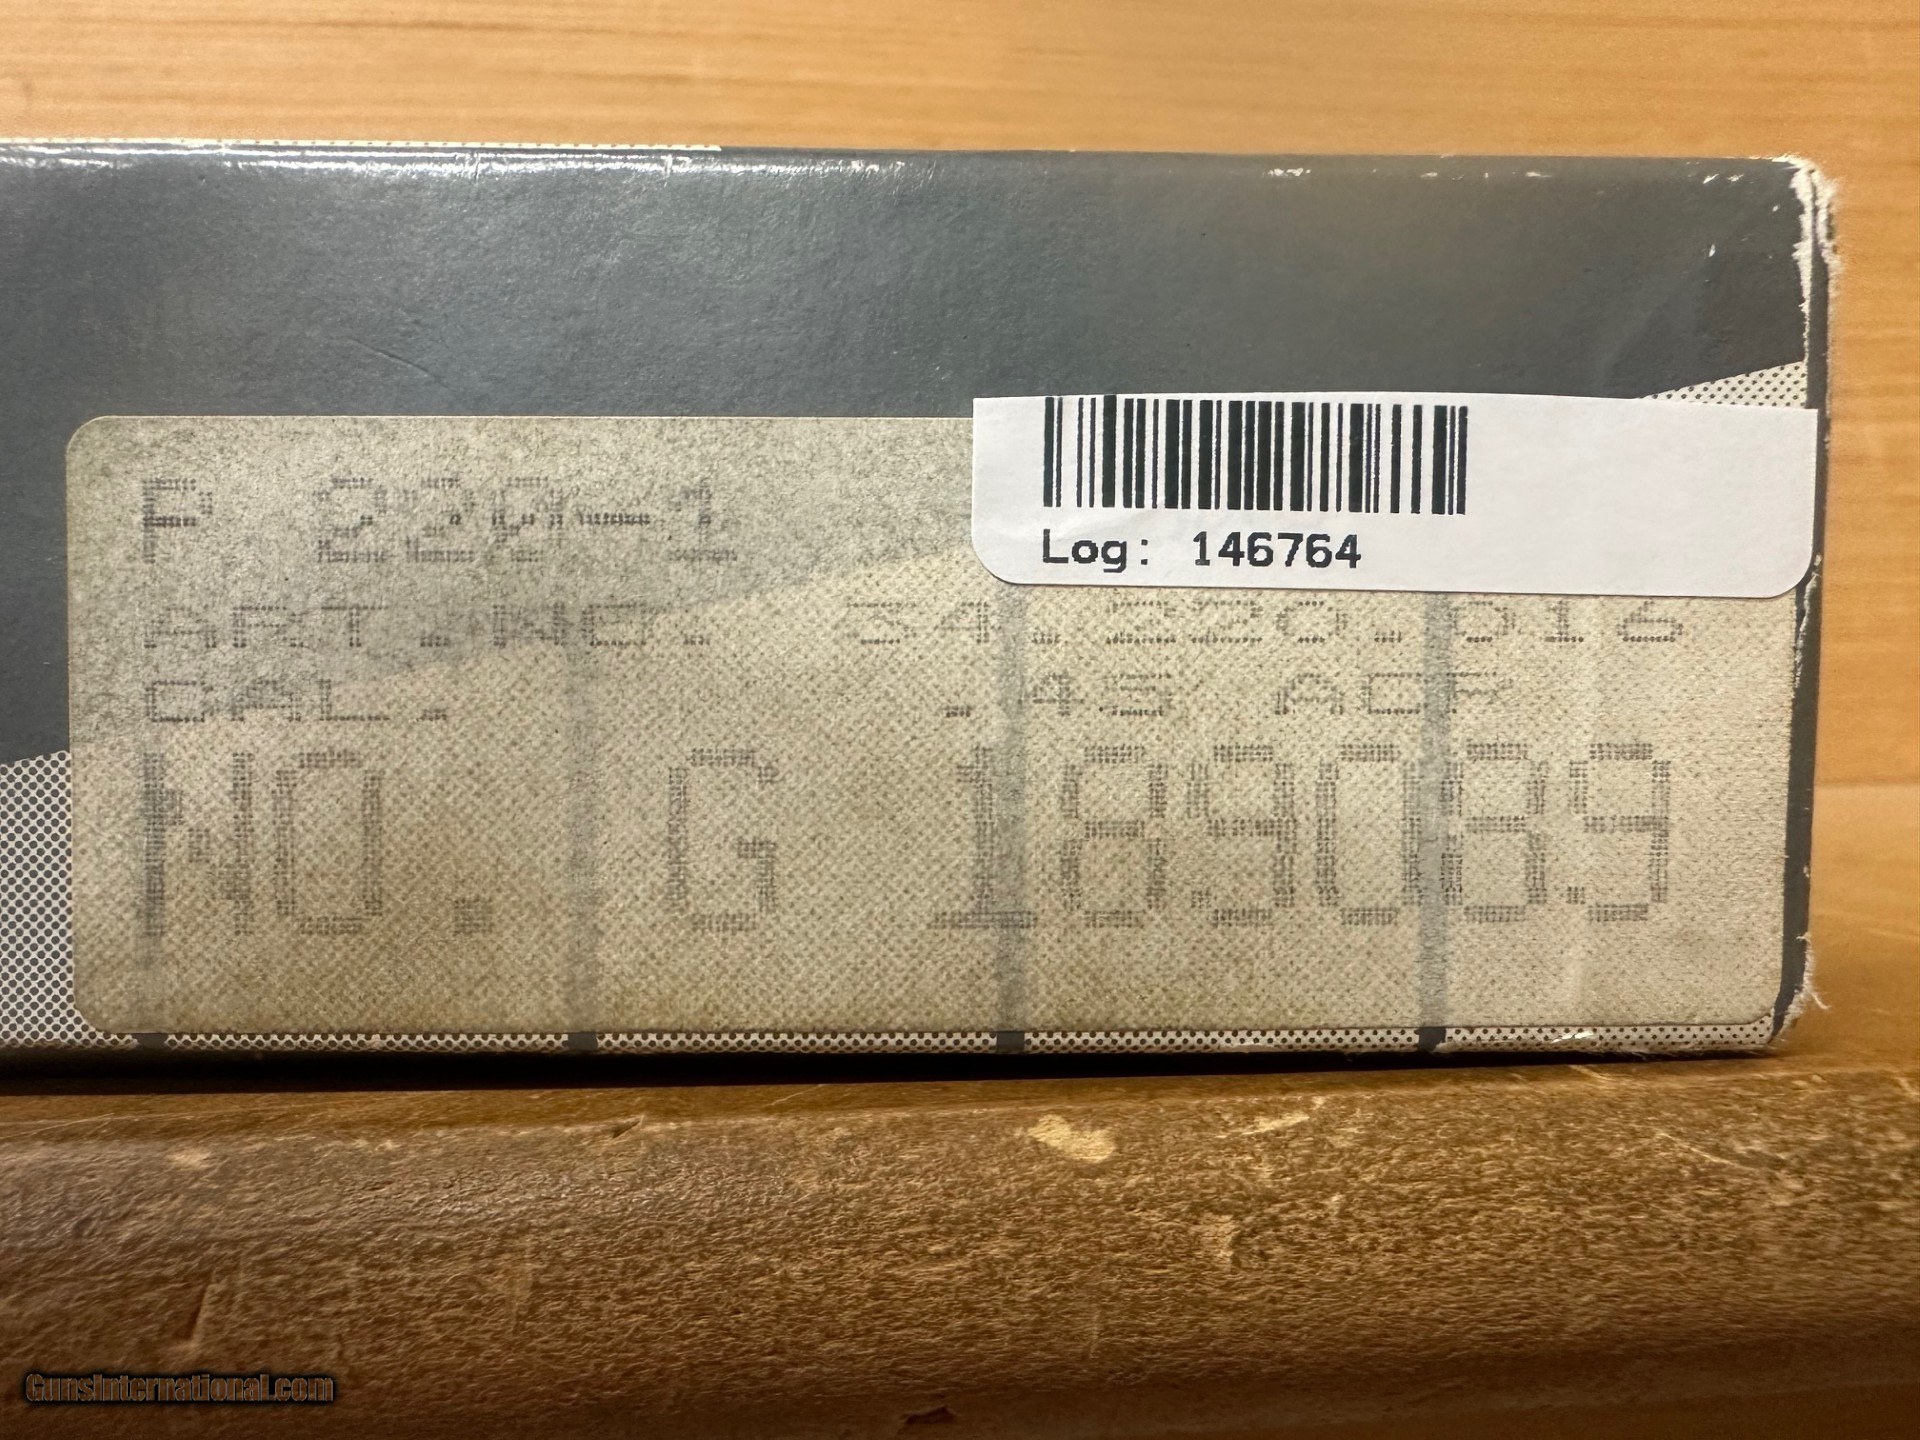 P 220-1
Log: 146764
ART.NO. 34.220.016
CAL. .45 ACP
NO. G 189089
GunsInternational.com